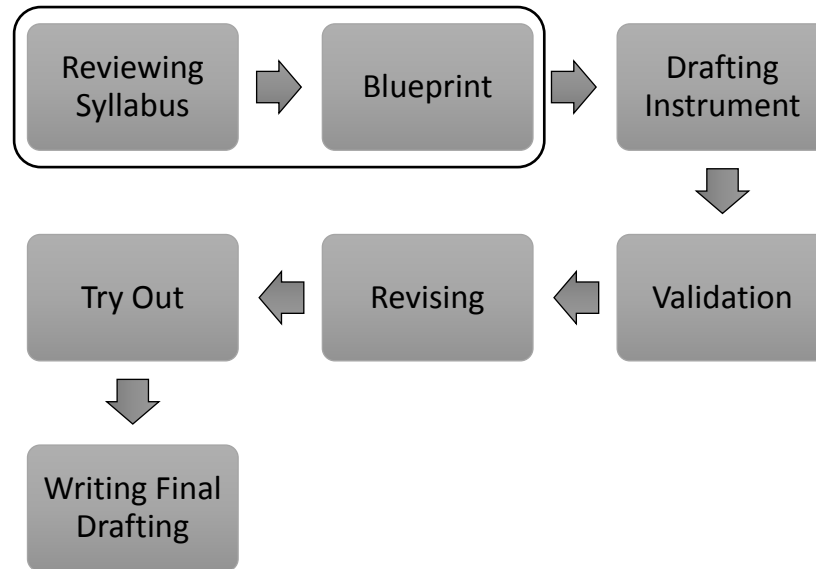 Reviewing
Syllabus
Blueprint
Drafting
Instrument
Validation
Revising
Try Out
Writing Final
Drafting